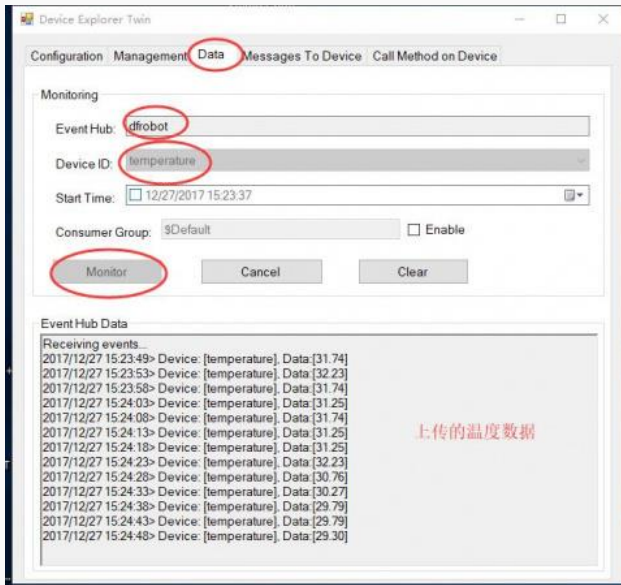 Device Explorer Twin
Configuration Management Data Messages To Device Call Method on Device
Monitoring
Event Hub: dfrobot
Device ID: temperature
Start Time: 12/27/2017 15:23:37
Consumer Group: $Default Enable
Monitor Cancel Clear
Event Hub Data
Receiving events...
2017/12/27 15:23:49> Device: [temperature], Data:[31.74]
2017/12/27 15:23:53> Device: [temperature], Data:[32.23]
2017/12/27 15:23:58> Device: [temperature], Data:[31.74]
2017/12/27 15:24:03> Device: [temperature], Data:[31.25]
2017/12/27 15:24:08> Device: [temperature], Data:[31.74]
2017/12/27 15:24:13> Device: [temperature], Data:[31.25]
2017/12/27 15:24:18> Device: [temperature], Data:[31.25]
2017/12/27 15:24:23> Device: [temperature], Data:[32.23]
2017/12/27 15:24:28> Device: [temperature], Data:[30.76]
2017/12/27 15:24:33> Device: [temperature], Data:[30.27]
2017/12/27 15:24:38> Device: [temperature], Data:[29.79]
2017/12/27 15:24:43> Device: [temperature], Data:[29.79]
2017/12/27 15:24:48> Device: [temperature], Data:[29.30]
上传的温度数据